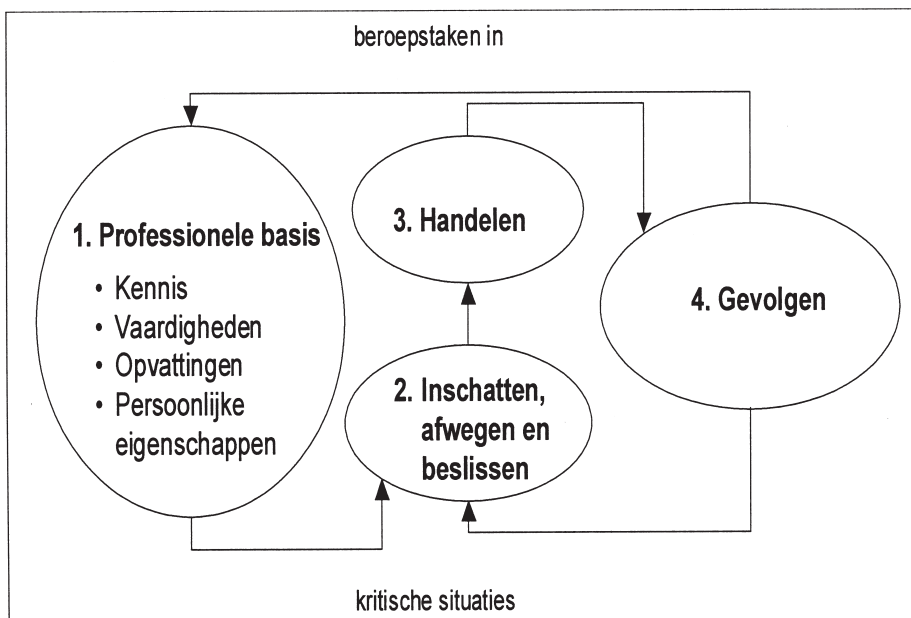 beroepstaken in
1. Professionele basis
• Kennis
• Vaardigheden
• Opvattingen
• Persoonlijke
eigenschappen
3. Handelen
2. Inschatten,
afwegen en
beslissen
4. Gevolgen
kritische situaties